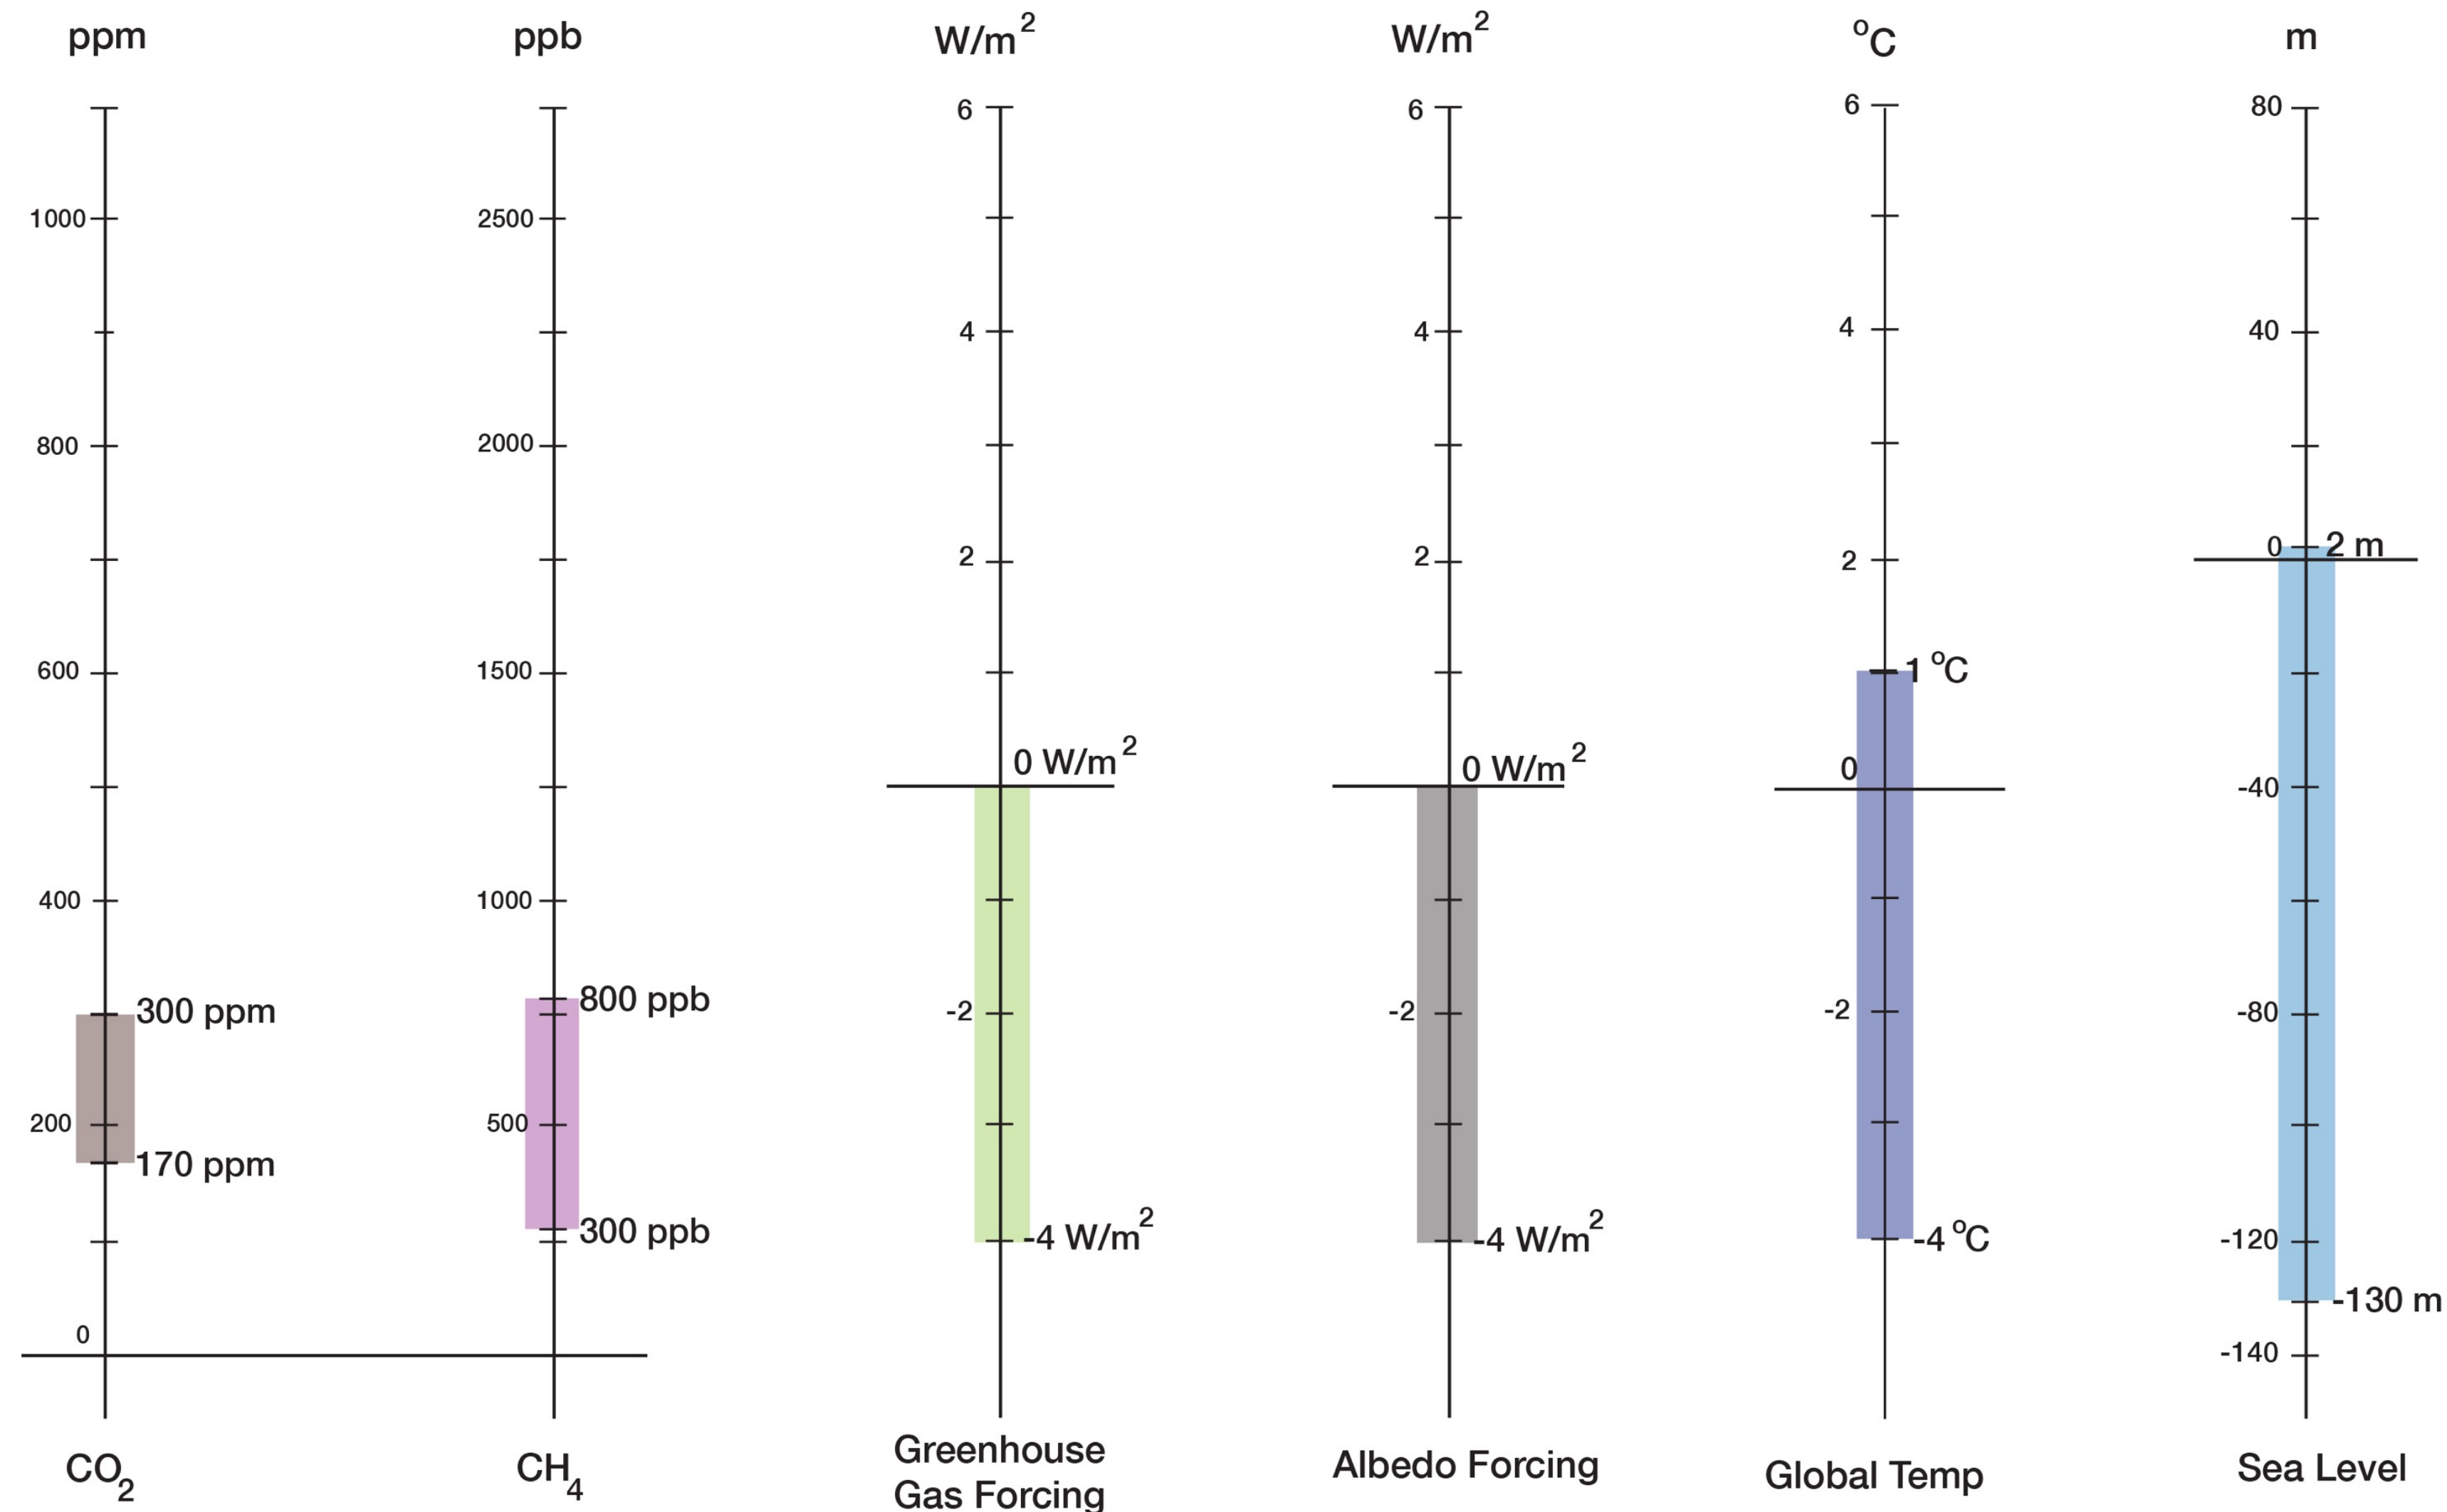 ppm
1000
800
600
400
300 ppm
200
170 ppm
0
CO2
ppb
2500
2000
1500
1000
800 ppb
500
300 ppb
CH4
W/m2
6
4
2
0 W/m2
-2
-4 W/m2
Greenhouse
Gas Forcing
W/m2
6
4
2
0 W/m2
-2
-4 W/m2
Albedo Forcing
oC
6
4
2
1 oC
0
-2
-4 oC
Global Temp
m
80
40
0
2 m
-40
-80
-120
-130 m
-140
Sea Level